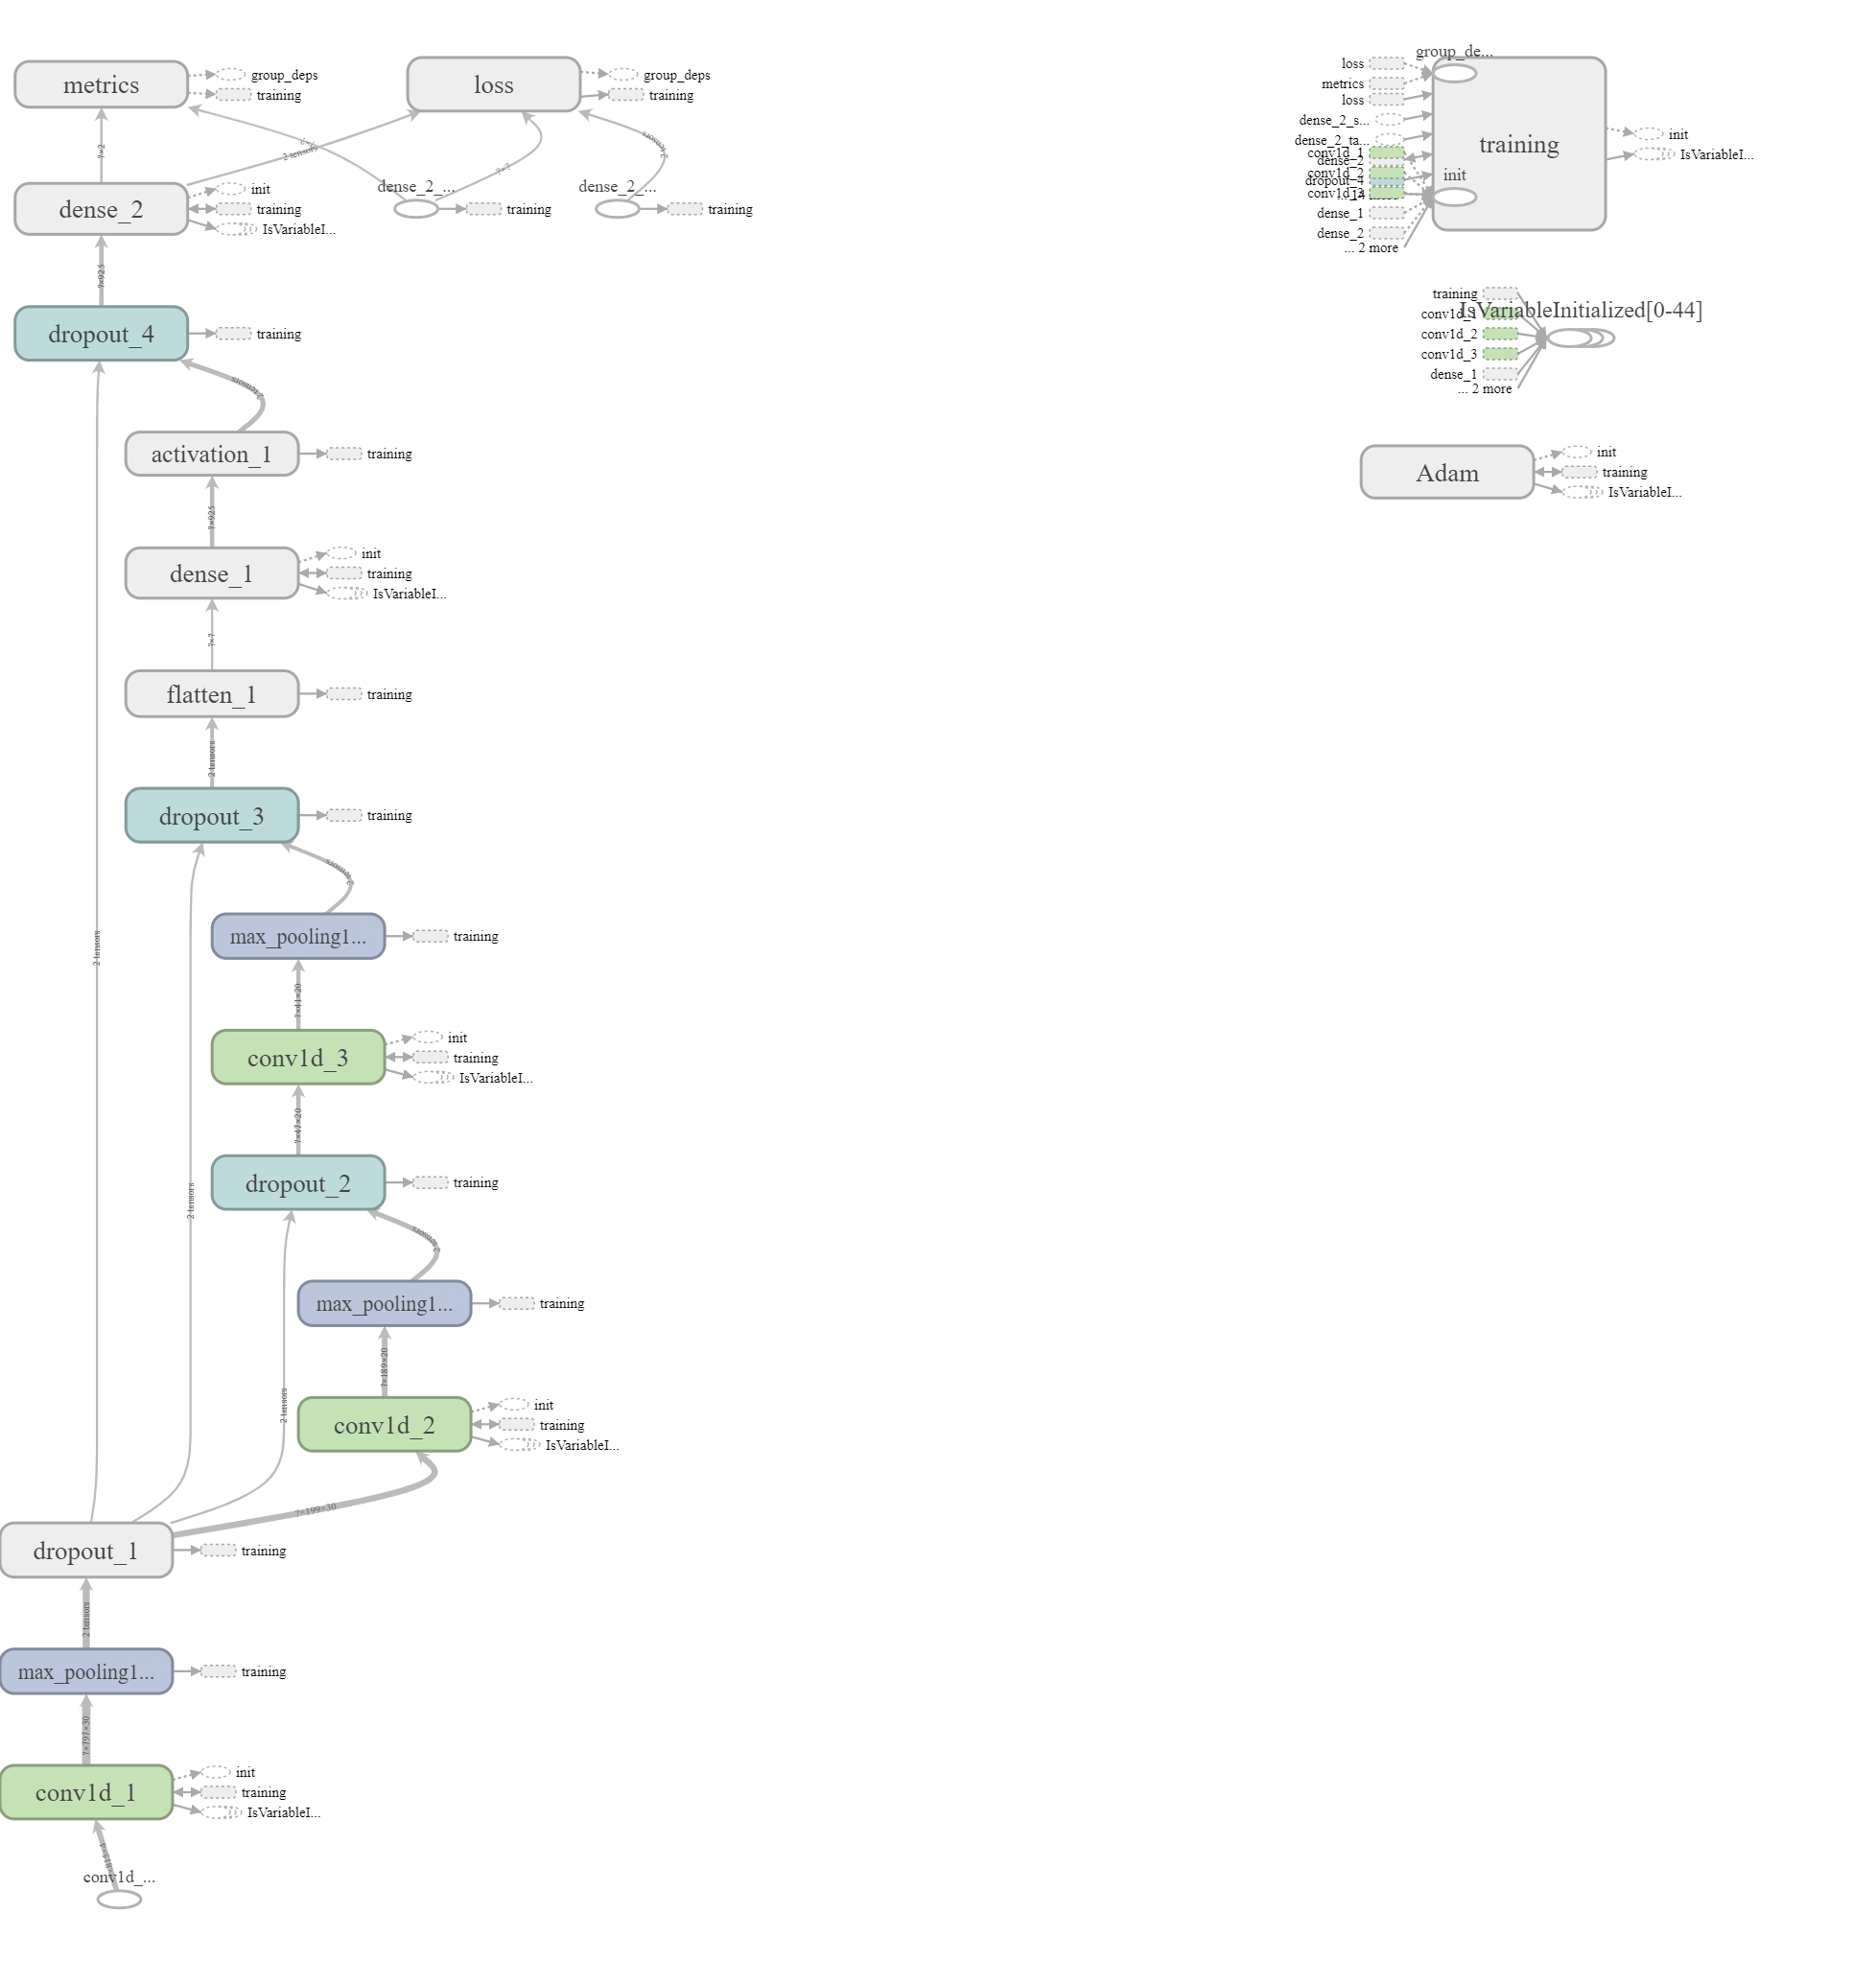 metrics
group_deps
training
loss
group_deps
training
?×2
2 tensors
?×?
?×?
2 tensors
dense_2
init
training
IsVariableI...
dense_2_...
training
dense_2_...
training
?×925
dropout_4
training
2 tensors
activation_1
training
?×925
dense_1
init
training
IsVariableI...
?×?
flatten_1
training
2 tensors
dropout_3
training
2 tensors
2 tensors
max_pooling1...
training
?×41×20
conv1d_3
init
training
IsVariableI...
?×47×20
dropout_2
training
2 tensors
2 tensors
max_pooling1...
training
?×189×20
2 tensors
conv1d_2
init
training
IsVariableI...
?×199×30
dropout_1
training
2 tensors
max_pooling1...
training
?×797×30
conv1d_1
init
training
IsVariableI...
conv1d_...
group_de...
loss
metrics
loss
dense_2_s...
dense_2_ta...
conv1d_1
dense_2
conv1d_2
dropout_4
conv1d_3
dense_1
dense_2
... 2 more
training
init
init
IsVariableI...
IsVariableInitialized[0-44]
training
conv1d_1
conv1d_2
conv1d_3
dense_1
... 2 more
Adam
init
training
IsVariableI...